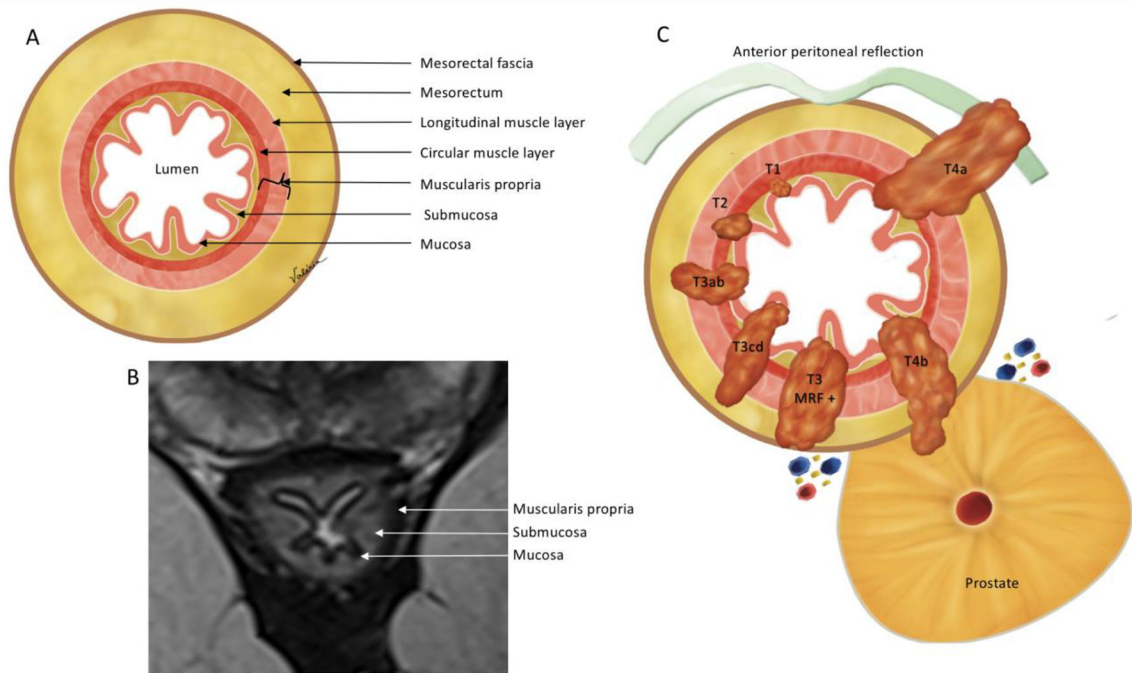 A
Mesorectal fascia
Mesorectum
Longitudinal muscle layer
Circular muscle layer
Muscularis propria
Submucosa
Mucosa
Lumen
Valérie
B
Muscularis propria
Submucosa
Mucosa
C
Anterior peritoneal reflection
T1
T2
T3ab
T3cd
T3
MRF +
T4b
T4a
Prostate